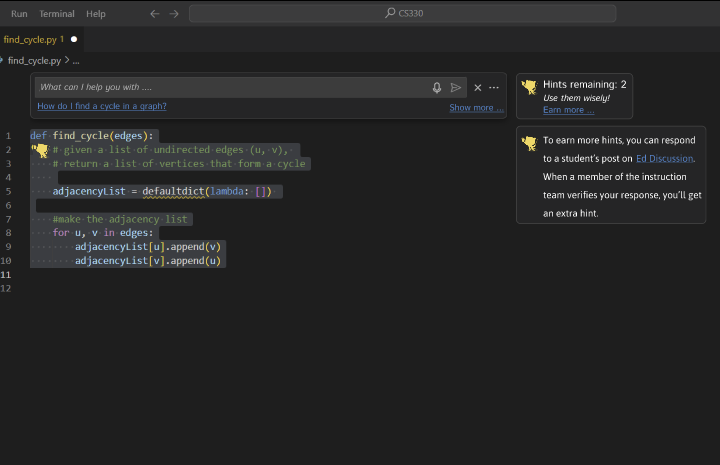 Run Terminal Help CS330
find_cycle.py 1
find_cycle.py > ...
What can I help you with ....
How do I find a cycle in a graph?
Show more ...
Hints remaining: 2
Use them wisely!
Earn more ...
To earn more hints, you can respond
to a student's post on Ed Discussion.
When a member of the instruction
team verifies your response, you'll get
an extra hint.
1 def find_cycle(edges):
2 # given a list of undirected edges (u, v),
3 # return a list of vertices that form a cycle
4
5 adjacencyList = defaultdict(lambda: [])
6
7 #make the adjacency list
8 for u, v in edges:
9 adjacencyList[u].append(v)
10 adjacencyList[v].append(u)
11
12